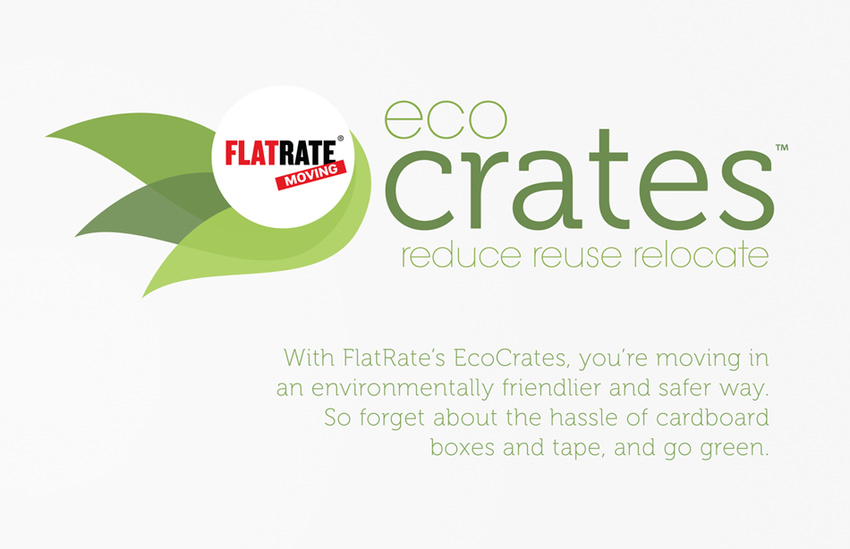 FLATRATE®
MOVING
eco
crates™
reduce reuse relocate
With FlatRate's EcoCrates, you're moving in
an environmentally friendlier and safer way.
So forget about the hassle of cardboard
boxes and tape, and go green.